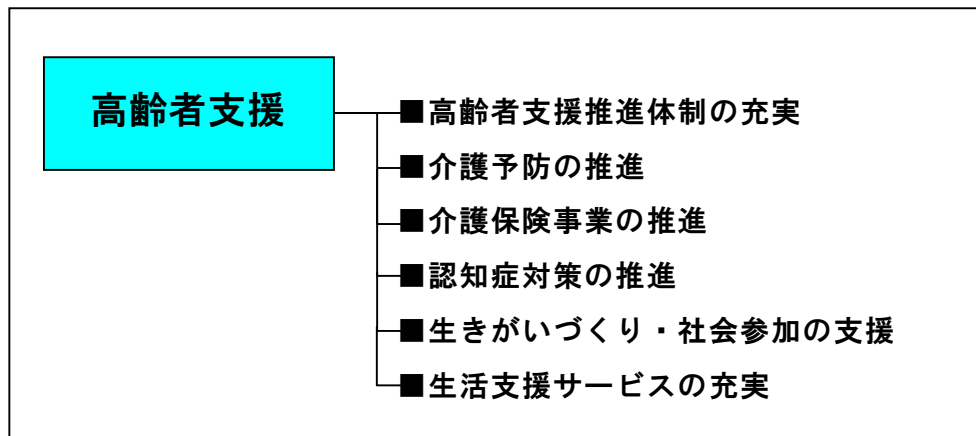 高齢者支援
■高齢者支援推進体制の充実
■介護予防の推進
■介護保険事業の推進
■認知症対策の推進
■生きがいづくり・社会参加の支援
■生活支援サービスの充実